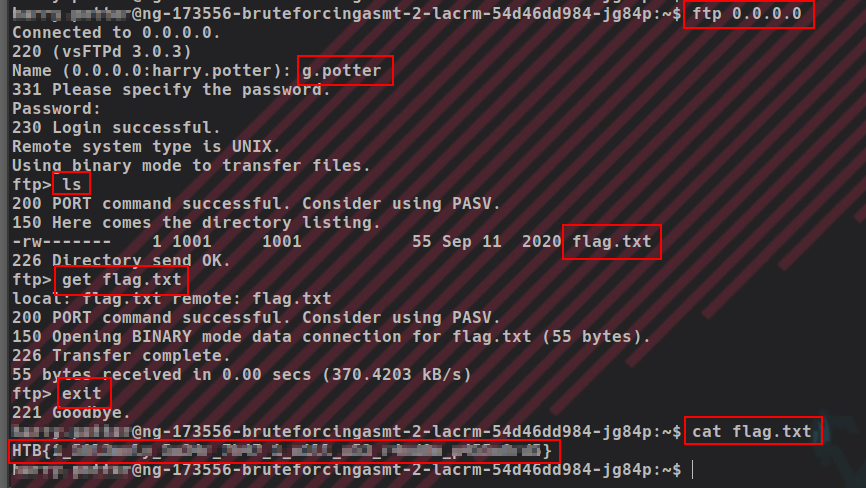 @ng-173556-bruteforcingasmt-2-lacrm-54d46dd984-jg84p:~$ ftp 0.0.0.0
Connected to 0.0.0.0.
220 (vsFTPd 3.0.3)
Name (0.0.0.0:harry.potter): g.potter
331 Please specify the password.
Password:
230 Login successful.
Remote system type is UNIX.
Using binary mode to transfer files.
ftp> ls
200 PORT command successful. Consider using PASV.
150 Here comes the directory listing.
-rw-------    1 1001     1001           55 Sep 11  2020 flag.txt
226 Directory send OK.
ftp> get flag.txt
local: flag.txt remote: flag.txt
200 PORT command successful. Consider using PASV.
150 Opening BINARY mode data connection for flag.txt (55 bytes).
226 Transfer complete.
55 bytes received in 0.00 secs (370.4203 kB/s)
ftp> exit
221 Goodbye.
@ng-173556-bruteforcingasmt-2-lacrm-54d46dd984-jg84p:~$ cat flag.txt
HTB{ }
@ng-173556-bruteforcingasmt-2-lacrm-54d46dd984-jg84p:~$